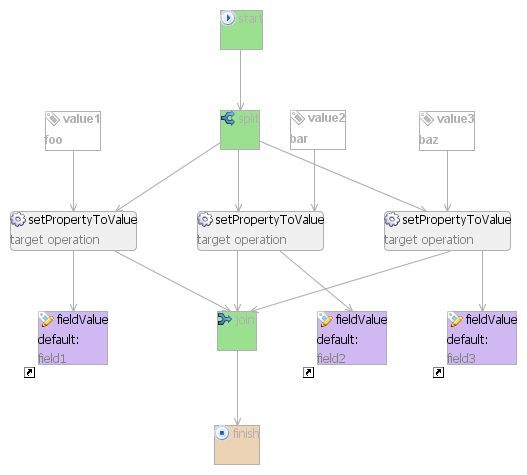 start
value1
foo
split
value2
bar
value3
baz
setPropertyToValue
target operation
setPropertyToValue
target operation
setPropertyToValue
target operation
fieldValue
default:
field1
join
fieldValue
default:
field2
fieldValue
default:
field3
finish